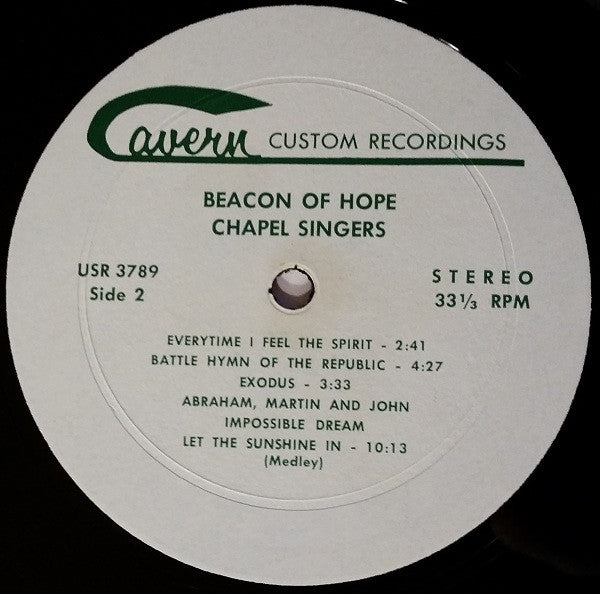 Cavern CUSTOM RECORDINGS
BEACON OF HOPE
CHAPEL SINGERS
USR 3789
Side 2
STEREO
33 1/3 RPM
EVERYTIME I FEEL THE SPIRIT - 2:41
BATTLE HYMN OF THE REPUBLIC - 4:27
EXODUS - 3:33
ABRAHAM, MARTIN AND JOHN
IMPOSSIBLE DREAM
LET THE SUNSHINE IN - 10:13
(Medley)